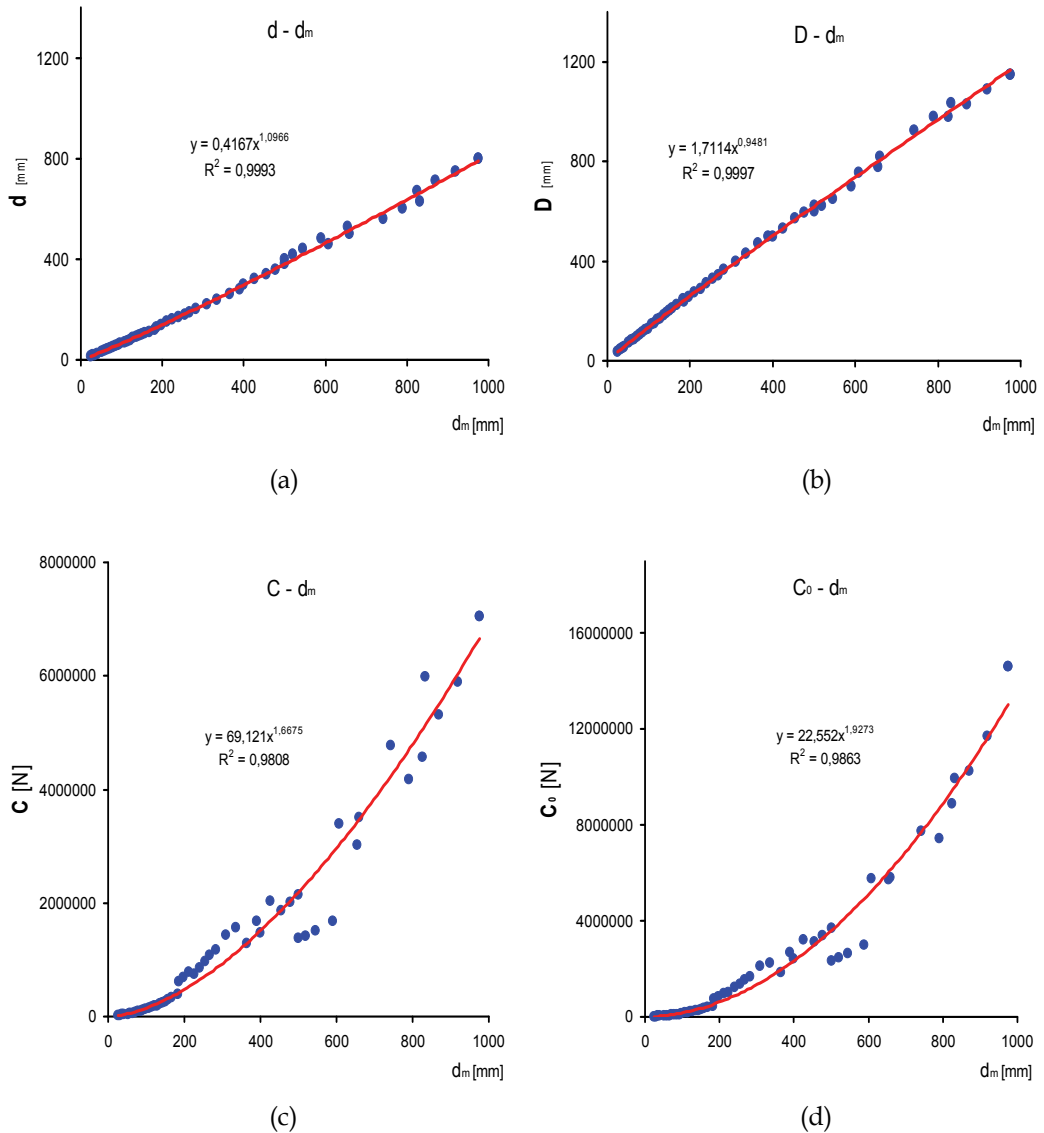 d - dm
1200
800
400
0
y = 0,4167x^1,0966
R² = 0,9993
d [mm]
0 200 400 600 800 1000
dm [mm]
(a)
D - dm
1200
800
400
0
y = 1,7114x^0,9481
R² = 0,9997
D [mm]
0 200 400 600 800 1000
dm [mm]
(b)
C - dm
8000000
6000000
4000000
2000000
0
y = 69,121x^1,6675
R² = 0,9808
C [N]
0 200 400 600 800 1000
dm [mm]
(c)
C₀ - dm
16000000
12000000
8000000
4000000
0
y = 22,552x^1,9273
R² = 0,9863
C₀ [N]
0 200 400 600 800 1000
dm [mm]
(d)